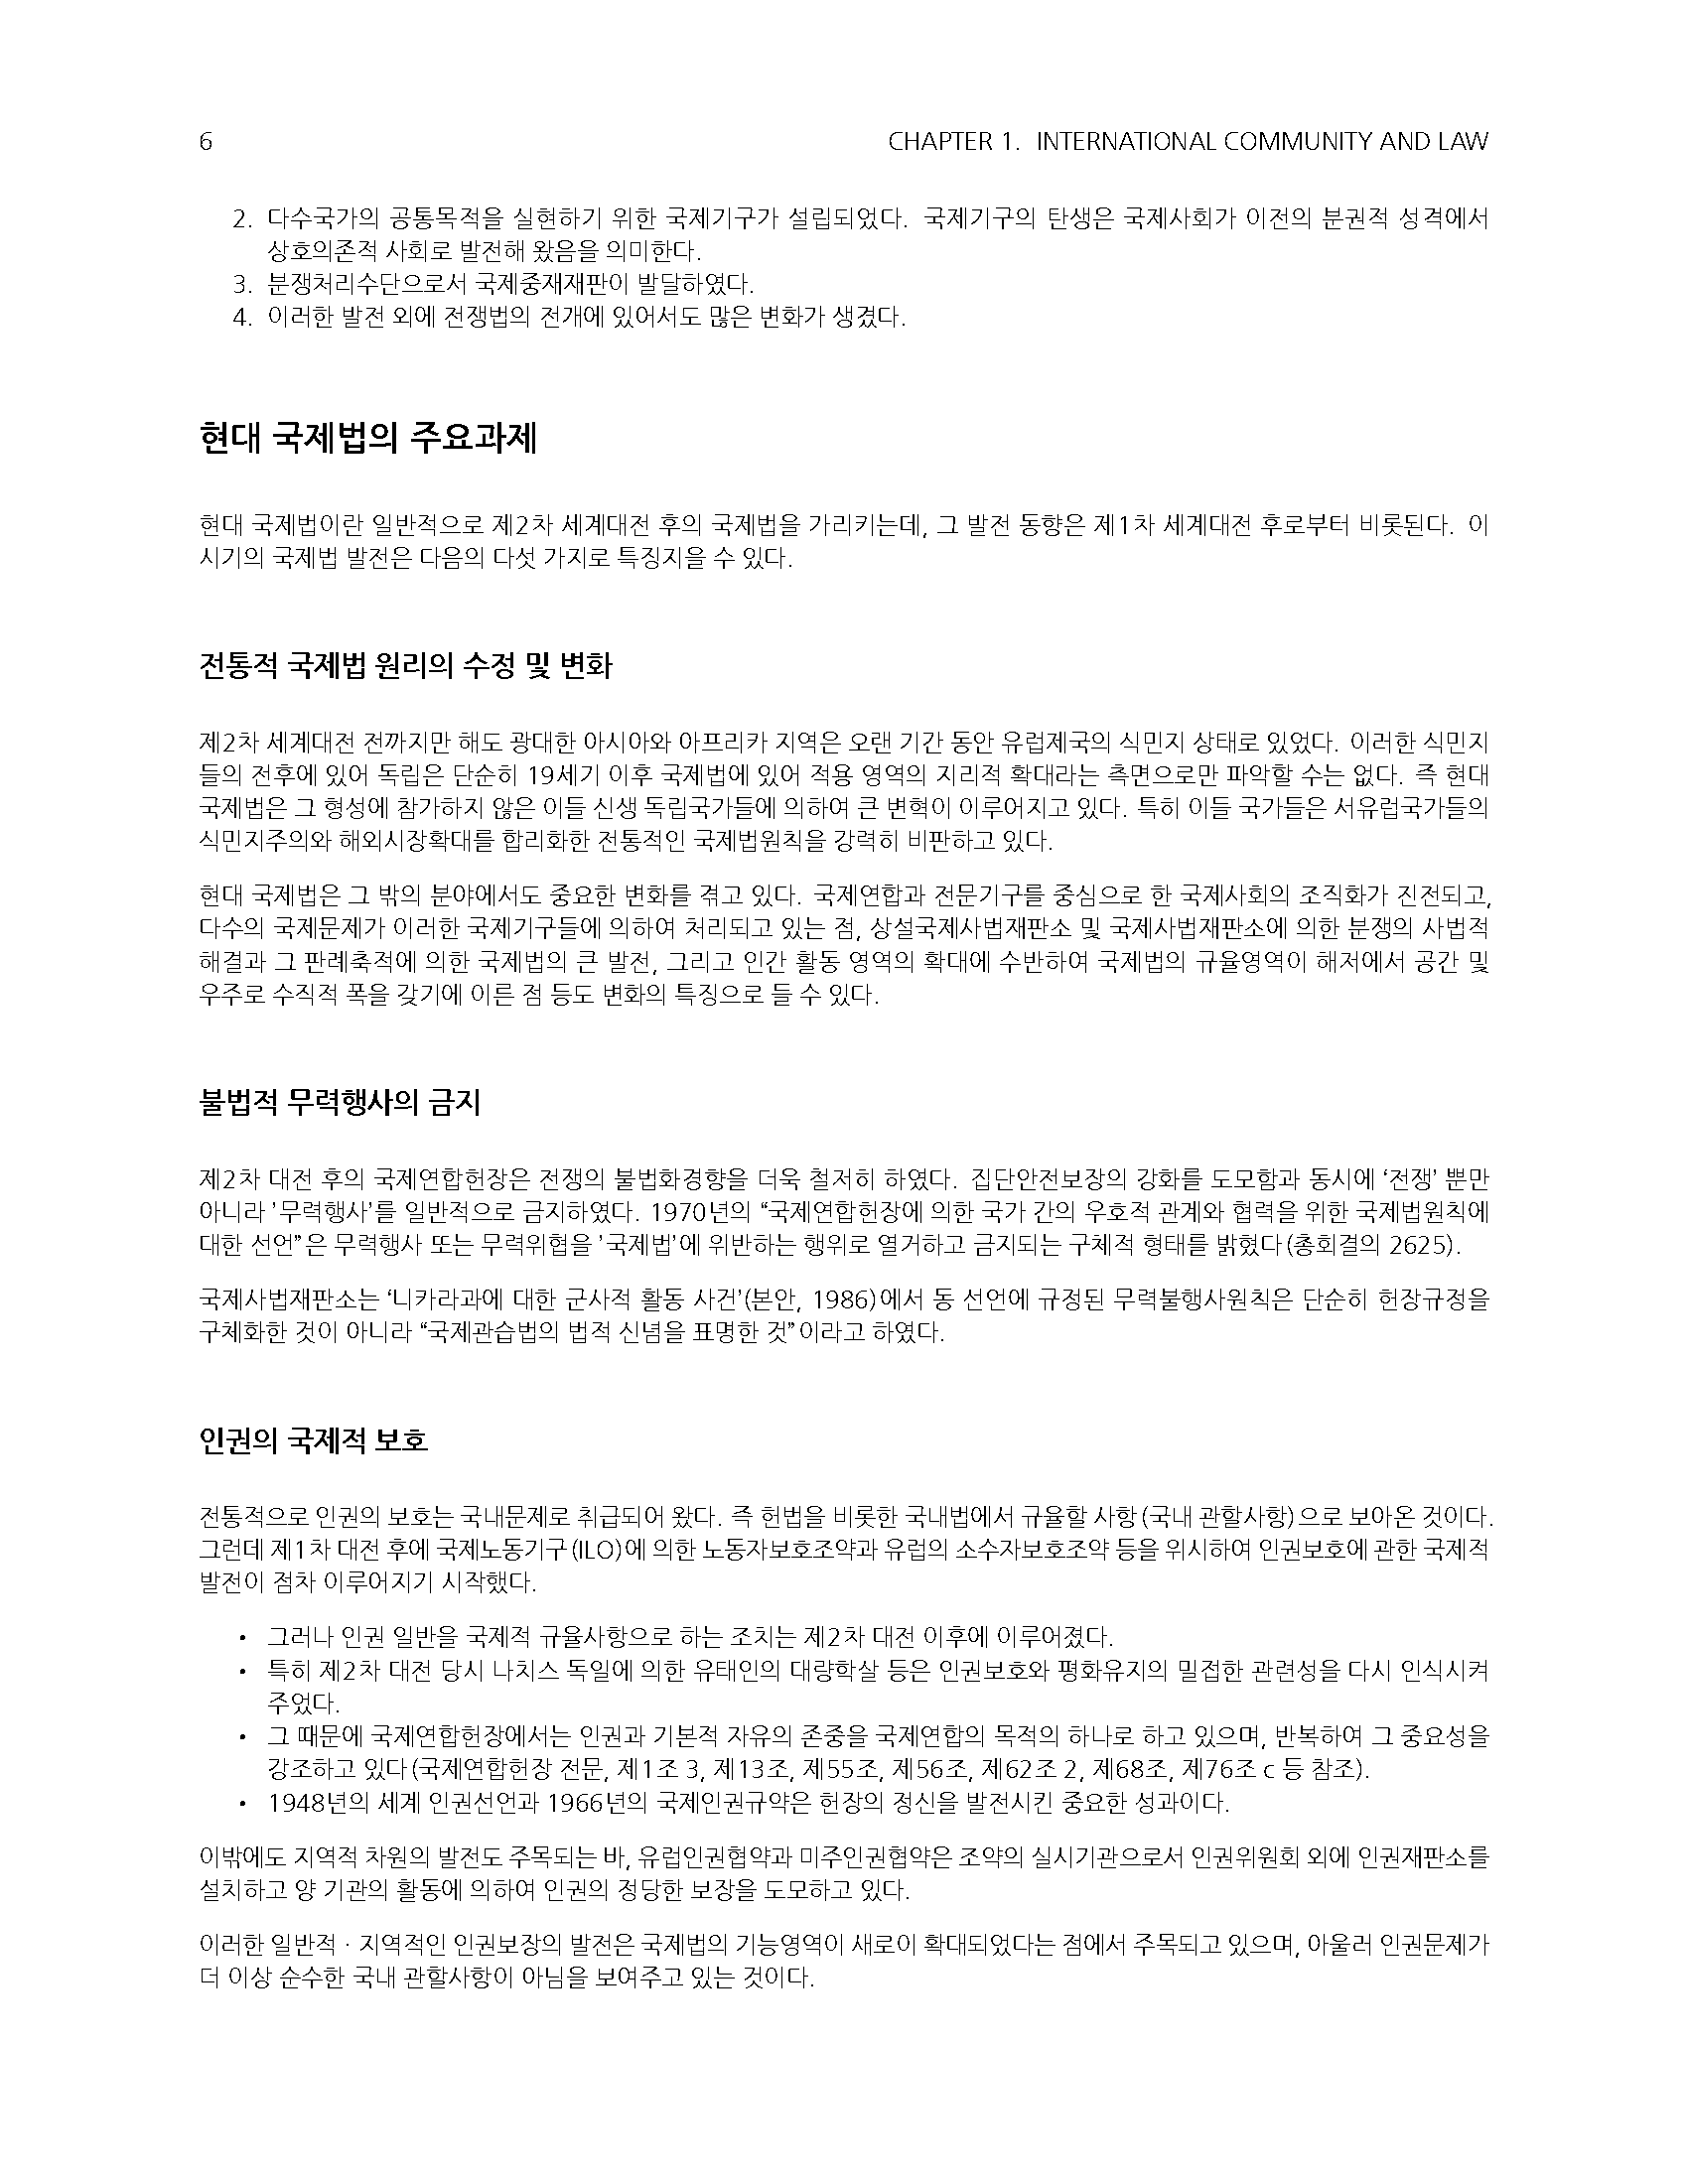 6 CHAPTER 1. INTERNATIONAL COMMUNITY AND LAW
2. 다수국가의 공통목적을 실현하기 위한 국제기구가 설립되었다. 국제기구의 탄생은 국제사회가 이전의 분권적 성격에서
상호의존적 사회로 발전해 왔음을 의미한다.
3. 분쟁처리수단으로서 국제중재재판이 발달하였다.
4. 이러한 발전 외에 전쟁법의 전개에 있어서도 많은 변화가 생겼다.
현대 국제법의 주요과제
현대 국제법이란 일반적으로 제2차 세계대전 후의 국제법을 가리키는데, 그 발전 동향은 제1차 세계대전 후로부터 비롯된다. 이
시기의 국제법 발전은 다음의 다섯 가지로 특징지을 수 있다.
전통적 국제법 원리의 수정 및 변화
제2차 세계대전 전까지만 해도 광대한 아시아와 아프리카 지역은 오랜 기간 동안 유럽제국의 식민지 상태로 있었다. 이러한 식민지
들의 전후에 있어 독립은 단순히 19세기 이후 국제법에 있어 적용 영역의 지리적 확대라는 측면으로만 파악할 수는 없다. 즉 현대
국제법은 그 형성에 참가하지 않은 이들 신생 독립국가들에 의하여 큰 변혁이 이루어지고 있다. 특히 이들 국가들은 서유럽국가들의
식민지주의와 해외시장확대를 합리화한 전통적인 국제법원칙을 강력히 비판하고 있다.
현대 국제법은 그 밖의 분야에서도 중요한 변화를 겪고 있다. 국제연합과 전문기구를 중심으로 한 국제사회의 조직화가 진전되고,
다수의 국제문제가 이러한 국제기구들에 의하여 처리되고 있는 점, 상설국제사법재판소 및 국제사법재판소에 의한 분쟁의 사법적
해결과 그 판례축적에 의한 국제법의 큰 발전, 그리고 인간 활동 영역의 확대에 수반하여 국제법의 규율영역이 해저에서 공간 및
우주로 수직적 폭을 갖기에 이른 점 등도 변화의 특징으로 들 수 있다.
불법적 무력행사의 금지
제2차 대전 후의 국제연합헌장은 전쟁의 불법화경향을 더욱 철저히 하였다. 집단안전보장의 강화를 도모함과 동시에 ‘전쟁’ 뿐만
아니라 ’무력행사’를 일반적으로 금지하였다. 1970년의 “국제연합헌장에 의한 국가 간의 우호적 관계와 협력을 위한 국제법원칙에
대한 선언”은 무력행사 또는 무력위협을 ’국제법’에 위반하는 행위로 열거하고 금지되는 구체적 형태를 밝혔다(총회결의 2625).
국제사법재판소는 ‘니카라과에 대한 군사적 활동 사건’(본안, 1986)에서 동 선언에 규정된 무력불행사원칙은 단순히 헌장규정을
구체화한 것이 아니라 “국제관습법의 법적 신념을 표명한 것”이라고 하였다.
인권의 국제적 보호
전통적으로 인권의 보호는 국내문제로 취급되어 왔다. 즉 헌법을 비롯한 국내법에서 규율할 사항(국내 관할사항)으로 보아온 것이다.
그런데 제1차 대전 후에 국제노동기구(ILO)에 의한 노동자보호조약과 유럽의 소수자보호조약 등을 위시하여 인권보호에 관한 국제적
발전이 점차 이루어지기 시작했다.
• 그러나 인권 일반을 국제적 규율사항으로 하는 조치는 제2차 대전 이후에 이루어졌다.
• 특히 제2차 대전 당시 나치스 독일에 의한 유태인의 대량학살 등은 인권보호와 평화유지의 밀접한 관련성을 다시 인식시켜
주었다.
• 그 때문에 국제연합헌장에서는 인권과 기본적 자유의 존중을 국제연합의 목적의 하나로 하고 있으며, 반복하여 그 중요성을
강조하고 있다(국제연합헌장 전문, 제1조 3, 제13조, 제55조, 제56조, 제62조 2, 제68조, 제76조 c 등 참조).
• 1948년의 세계 인권선언과 1966년의 국제인권규약은 헌장의 정신을 발전시킨 중요한 성과이다.
이밖에도 지역적 차원의 발전도 주목되는 바, 유럽인권협약과 미주인권협약은 조약의 실시기관으로서 인권위원회 외에 인권재판소를
설치하고 양 기관의 활동에 의하여 인권의 정당한 보장을 도모하고 있다.
이러한 일반적 · 지역적인 인권보장의 발전은 국제법의 기능영역이 새로이 확대되었다는 점에서 주목되고 있으며, 아울러 인권문제가
더 이상 순수한 국내 관할사항이 아님을 보여주고 있는 것이다.